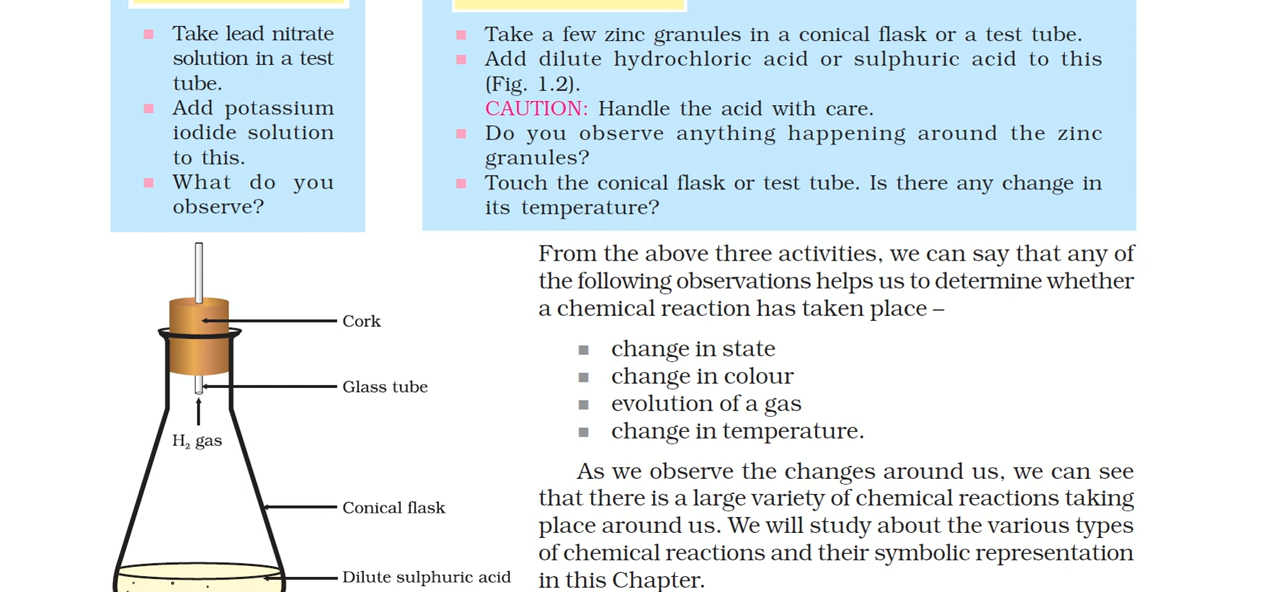 Take lead nitrate
solution in a test
tube.
Add potassium
iodide solution
to this.
What do you
observe?
Take a few zinc granules in a conical flask or a test tube.
Add dilute hydrochloric acid or sulphuric acid to this
(Fig. 1.2).
CAUTION: Handle the acid with care.
Do you observe anything happening around the zinc
granules?
Touch the conical flask or test tube. Is there any change in
its temperature?
Cork
Glass tube
H₂ gas
Conical flask
Dilute sulphuric acid
From the above three activities, we can say that any of
the following observations helps us to determine whether
a chemical reaction has taken place –
change in state
change in colour
evolution of a gas
change in temperature.
As we observe the changes around us, we can see
that there is a large variety of chemical reactions taking
place around us. We will study about the various types
of chemical reactions and their symbolic representation
in this Chapter.